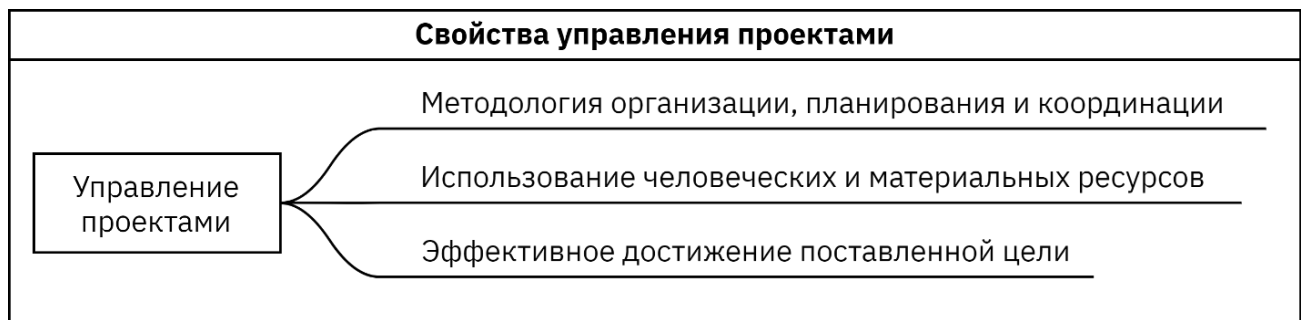 Свойства управления проектами
Методология организации, планирования и координации
Управление
проектами
Использование человеческих и материальных ресурсов
Эффективное достижение поставленной цели